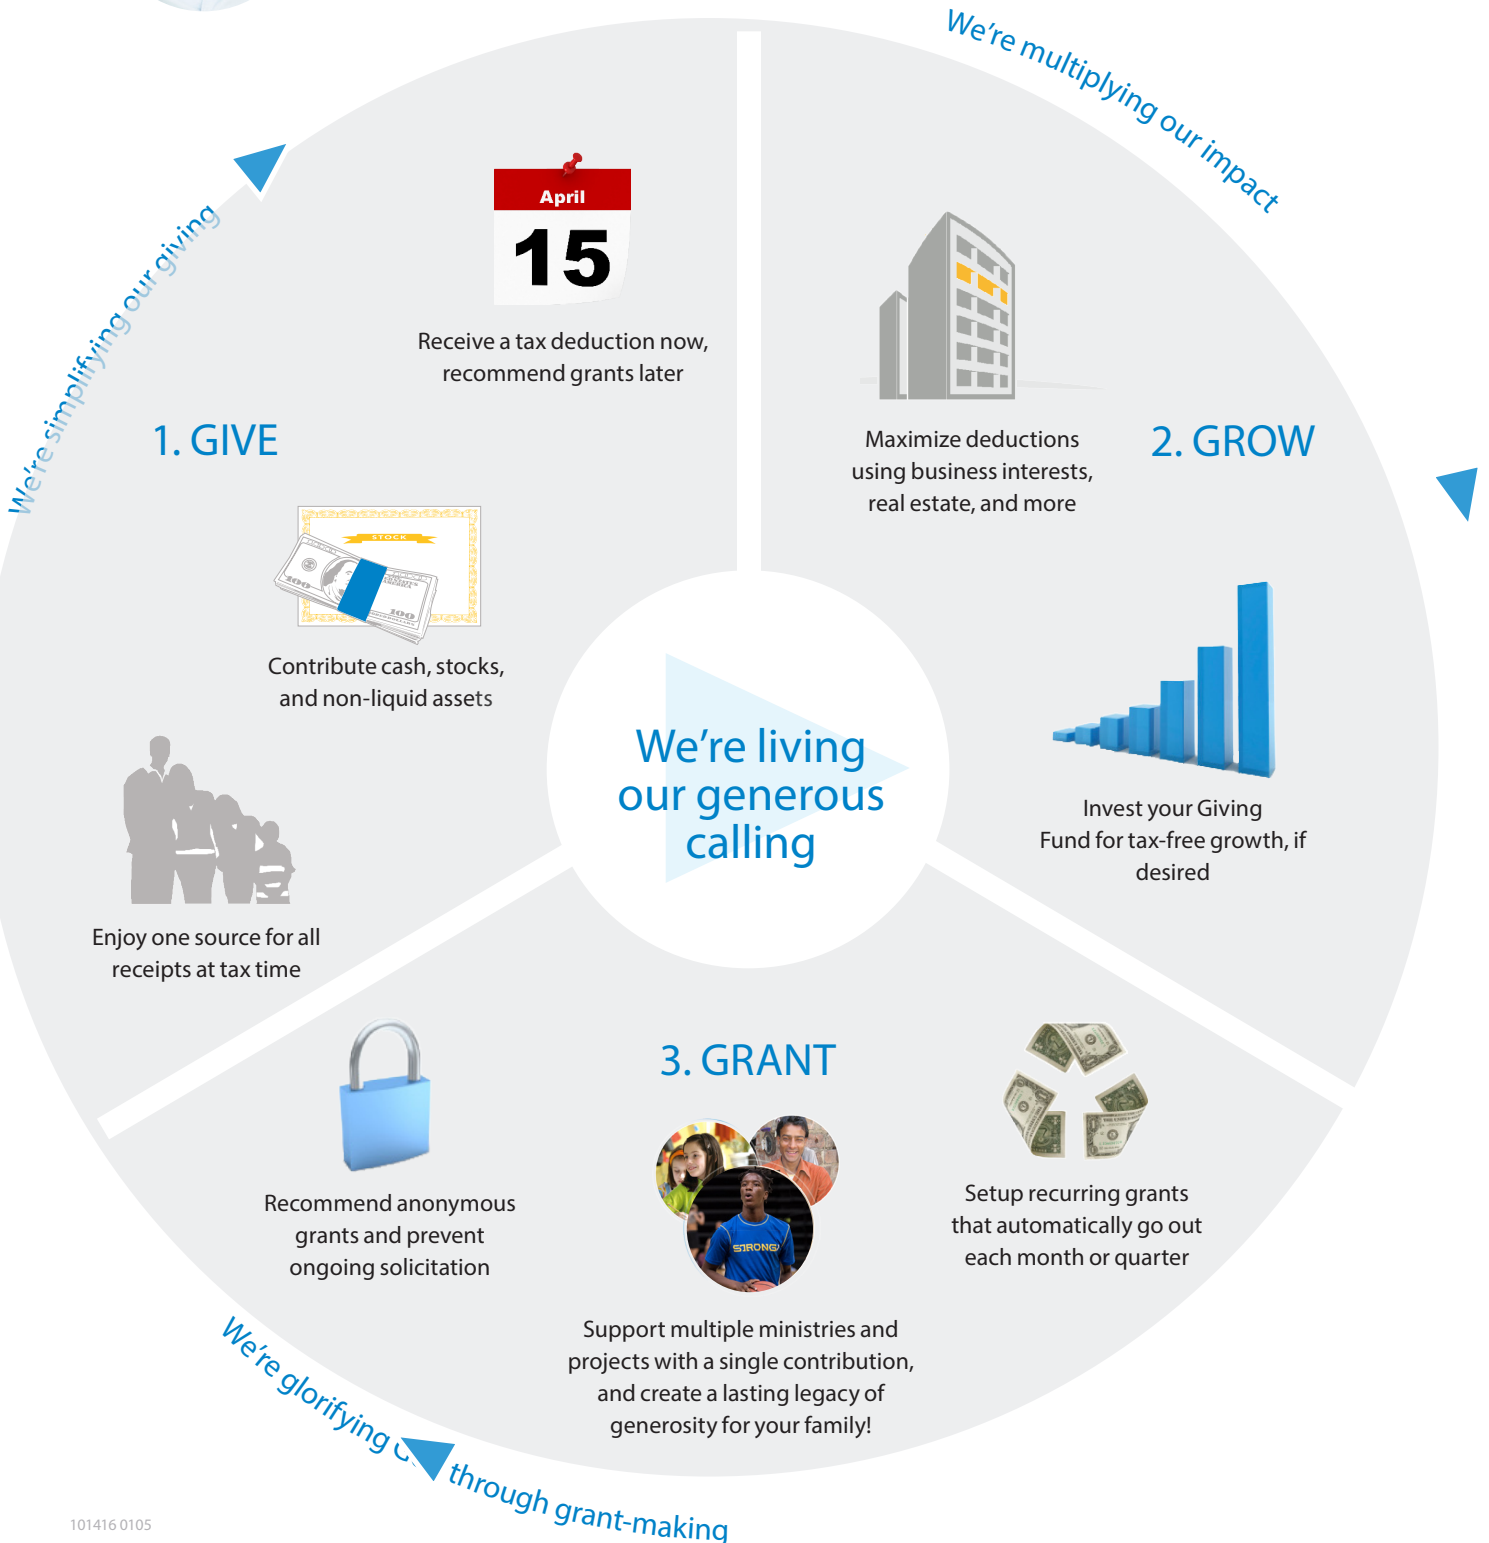 We're multiplying our impact
We're simplifying our giving
April
15
Receive a tax deduction now,
recommend grants later
1. GIVE
STOCK
100
100
Contribute cash, stocks,
and non-liquid assets
Enjoy one source for all
receipts at tax time
Maximize deductions
using business interests,
real estate, and more
2. GROW
Invest your Giving
Fund for tax-free growth, if
desired
We're living
our generous
calling
3. GRANT
Recommend anonymous
grants and prevent
ongoing solicitation
STRONG
Support multiple ministries and
projects with a single contribution,
and create a lasting legacy of
generosity for your family!
Setup recurring grants
that automatically go out
each month or quarter
We're glorifying through grant-making
101416 0105